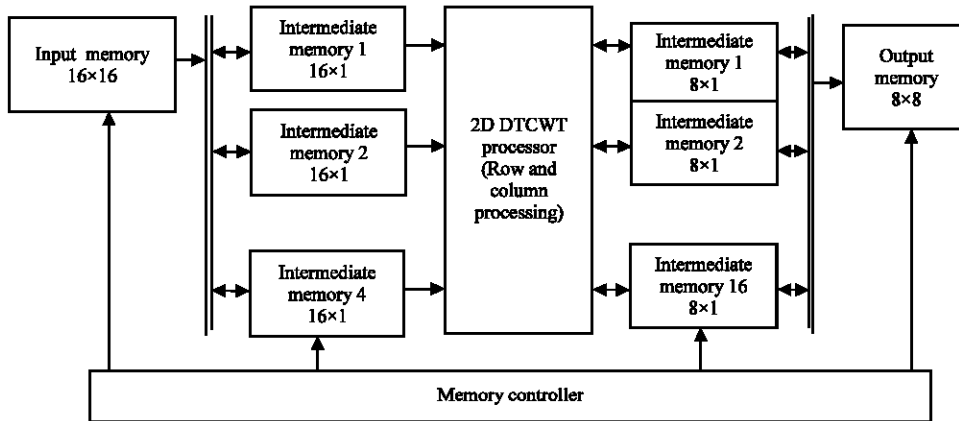 Input memory
16×16
Intermediate
memory 1
16×1
Intermediate
memory 2
16×1
Intermediate
memory 4
16×1
2D DTCWT
processor
(Row and
column
processing)
Intermediate
memory 1
8×1
Intermediate
memory 2
8×1
Intermediate
memory 16
8×1
Output
memory
8×8
Memory controller